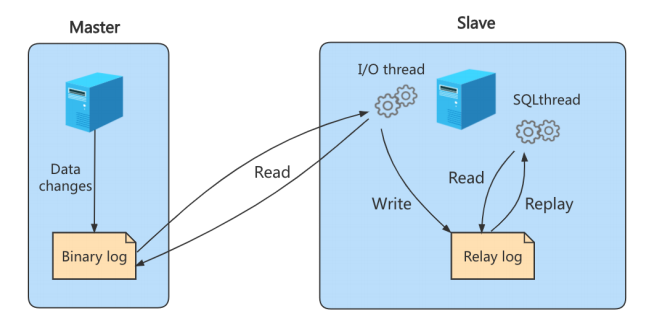 Master
Slave
I/O thread
SQLthread
Data
changes
Read
Write
Read
Replay
Binary log
Relay log